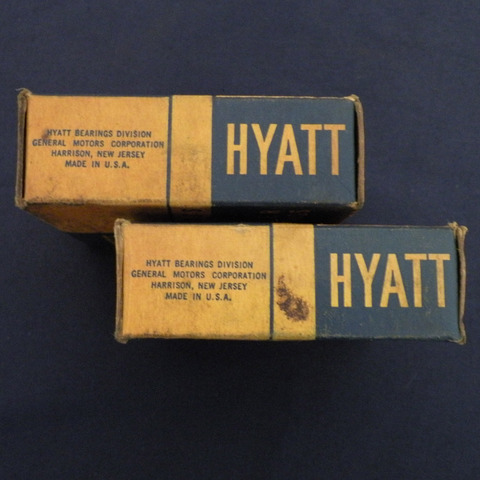 HYATT BEARINGS DIVISION
GENERAL MOTORS CORPORATION
HARRISON, NEW JERSEY
MADE IN U.S.A.
HYATT
HYATT BEARINGS DIVISION
GENERAL MOTORS CORPORATION
HARRISON, NEW JERSEY
MADE IN U.S.A.
HYATT